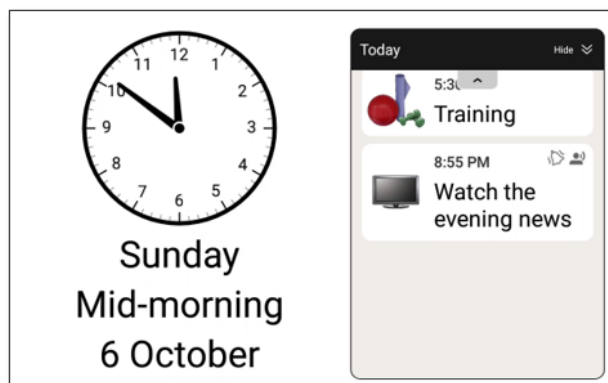 12
11
1
10
2
9
3
8
4
7
5
6
Sunday
Mid-morning
6 October
Today
Hide
Training
8:55 PM
Watch the
evening news